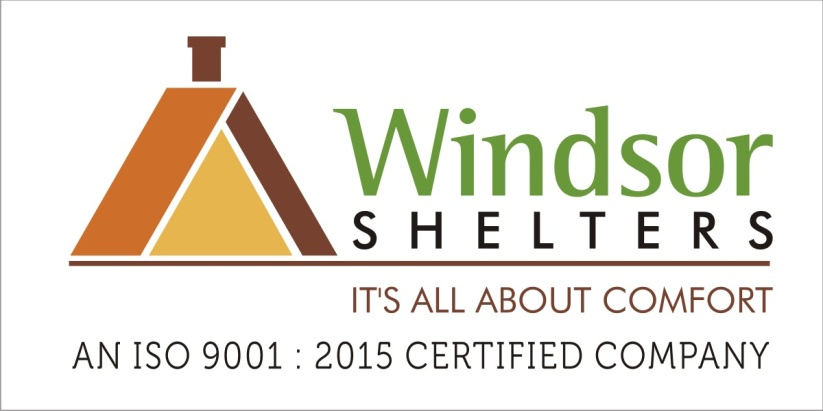 Windsor
SHELTERS
IT'S ALL ABOUT COMFORT
AN ISO 9001 : 2015 CERTIFIED COMPANY